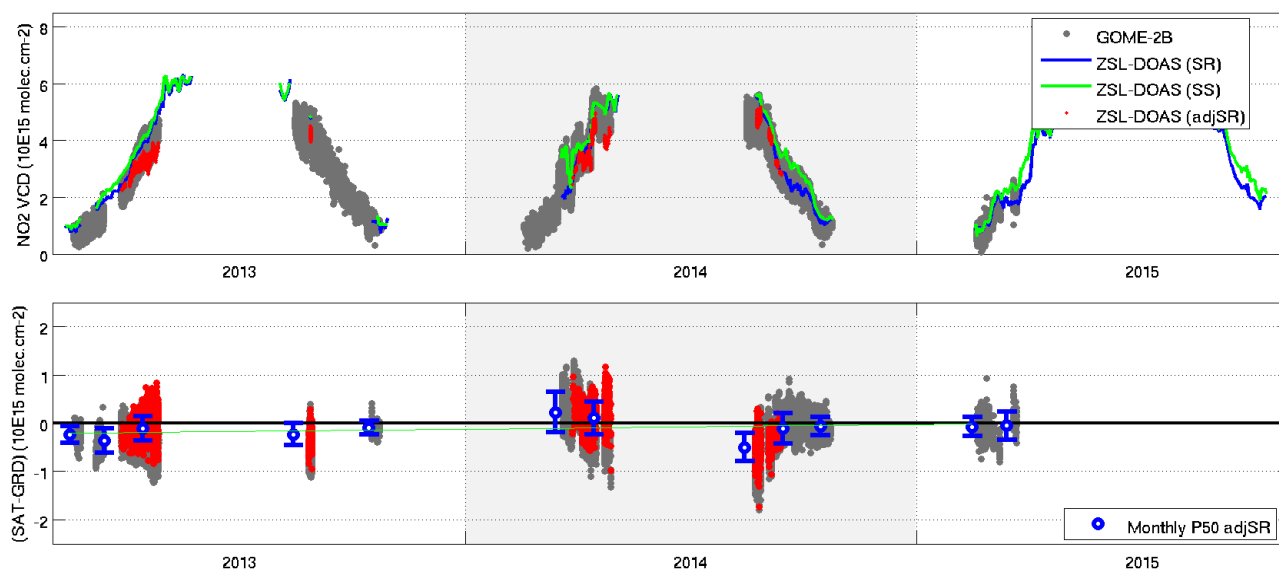 NO2 VCD (10E15 molec.cm-2)
8
6
4
2
0
GOME-2B
ZSL-DOAS (SR)
ZSL-DOAS (SS)
ZSL-DOAS (adjSR)
2013
2014
2015
(SAT-GRD) (10E15 molec.cm-2)
2
1
0
-1
-2
Monthly P50 adjSR
2013
2014
2015